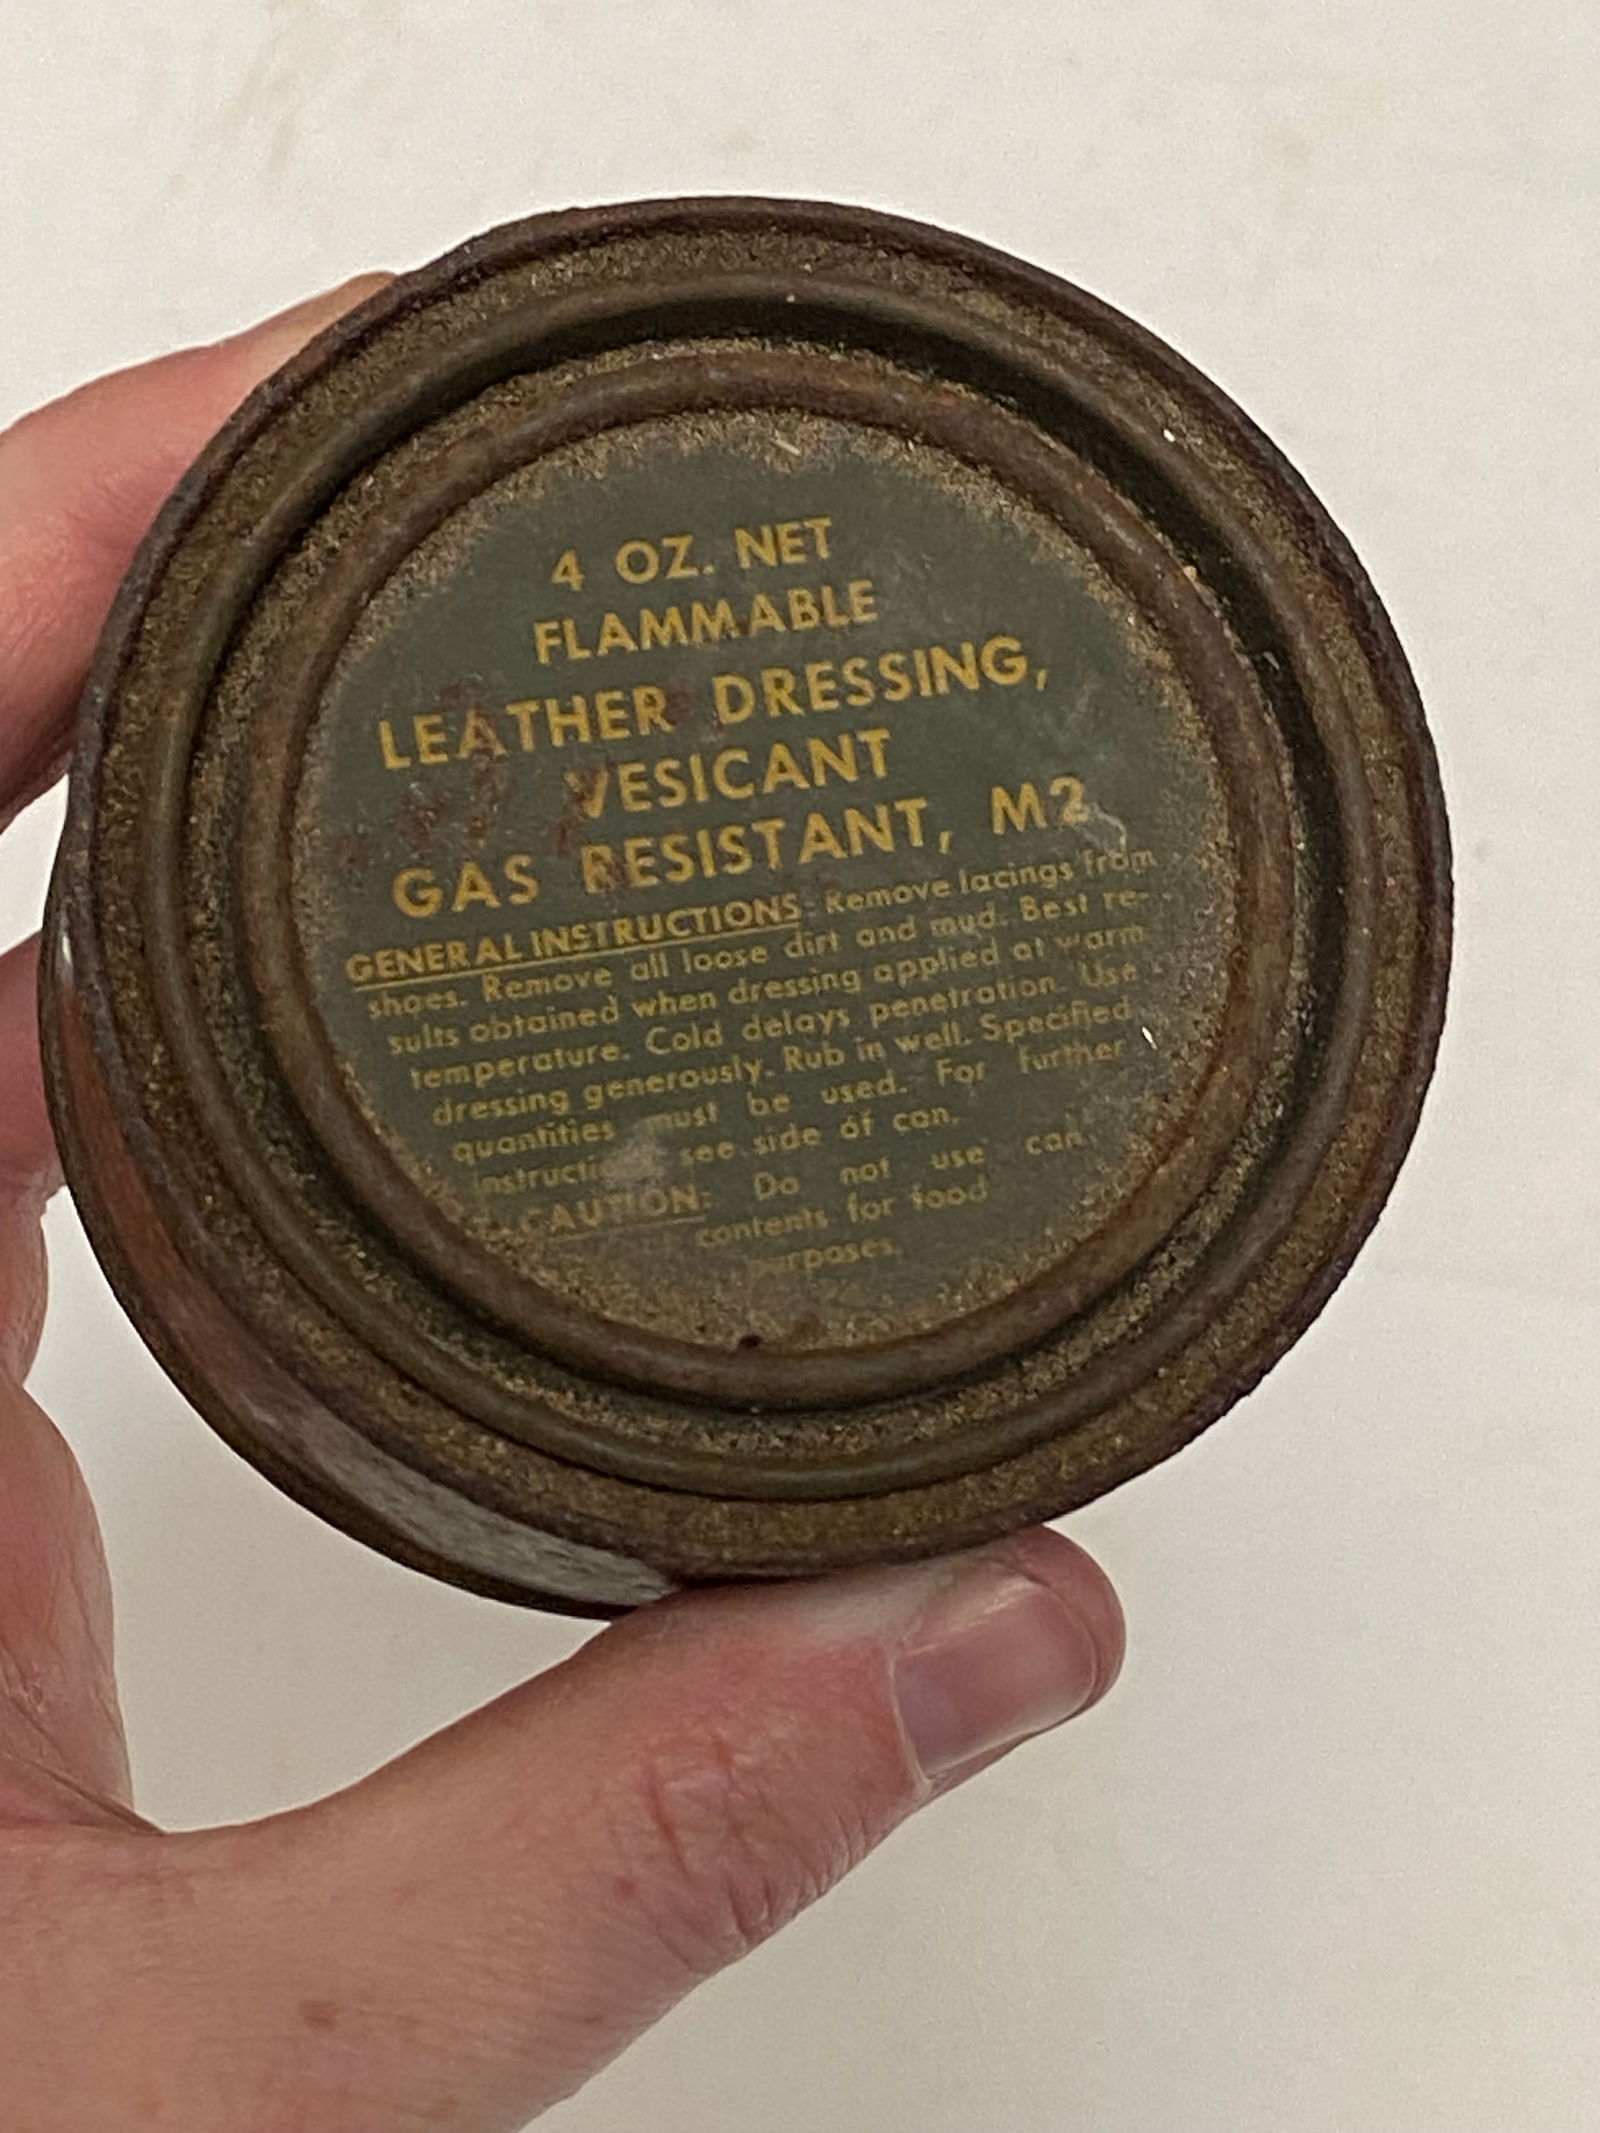 4 OZ. NET
FLAMMABLE
LEATHER DRESSING,
VESICANT
GAS RESISTANT, M2
GENERAL INSTRUCTIONS: Remove lacings from
shoes. Remove all loose dirt and mud. Best re-
sults obtained when dressing applied at warm
temperature. Cold delays penetration. Use
dressing generously. Rub in well. Specified
quantities must be used. For further
instructions see side of can.
CAUTION: Do not use can
contents for food
purposes.